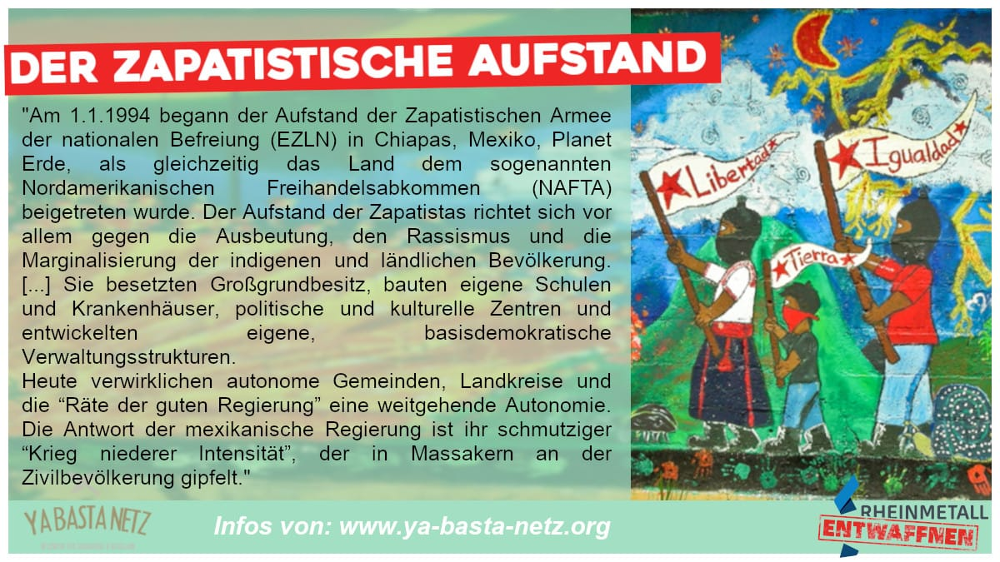 DER ZAPATISTISCHE AUFSTAND
"Am 1.1.1994 begann der Aufstand der Zapatistischen Armee
der nationalen Befreiung (EZLN) in Chiapas, Mexiko, Planet
Erde, als gleichzeitig das Land dem sogenannten
Nordamerikanischen Freihandelsabkommen (NAFTA)
beigetreten wurde. Der Aufstand der Zapatistas richtet sich vor
allem gegen die Ausbeutung, den Rassismus und die
Marginalisierung der indigenen und ländlichen Bevölkerung.
[...] Sie besetzten Großgrundbesitz, bauten eigene Schulen
und Krankenhäuser, politische und kulturelle Zentren und
entwickelten eigene, basisdemokratische
Verwaltungsstrukturen.
Heute verwirklichen autonome Gemeinden, Landkreise und
die “Räte der guten Regierung” eine weitgehende Autonomie.
Die Antwort der mexikanische Regierung ist ihr schmutziger
“Krieg niederer Intensität”, der in Massakern an der
Zivilbevölkerung gipfelt."
Libertad
Igualdad
Tierra
YA BASTA NETZ
Infos von: www.ya-basta-netz.org
RHEINMETALL
ENTWAFFNEN